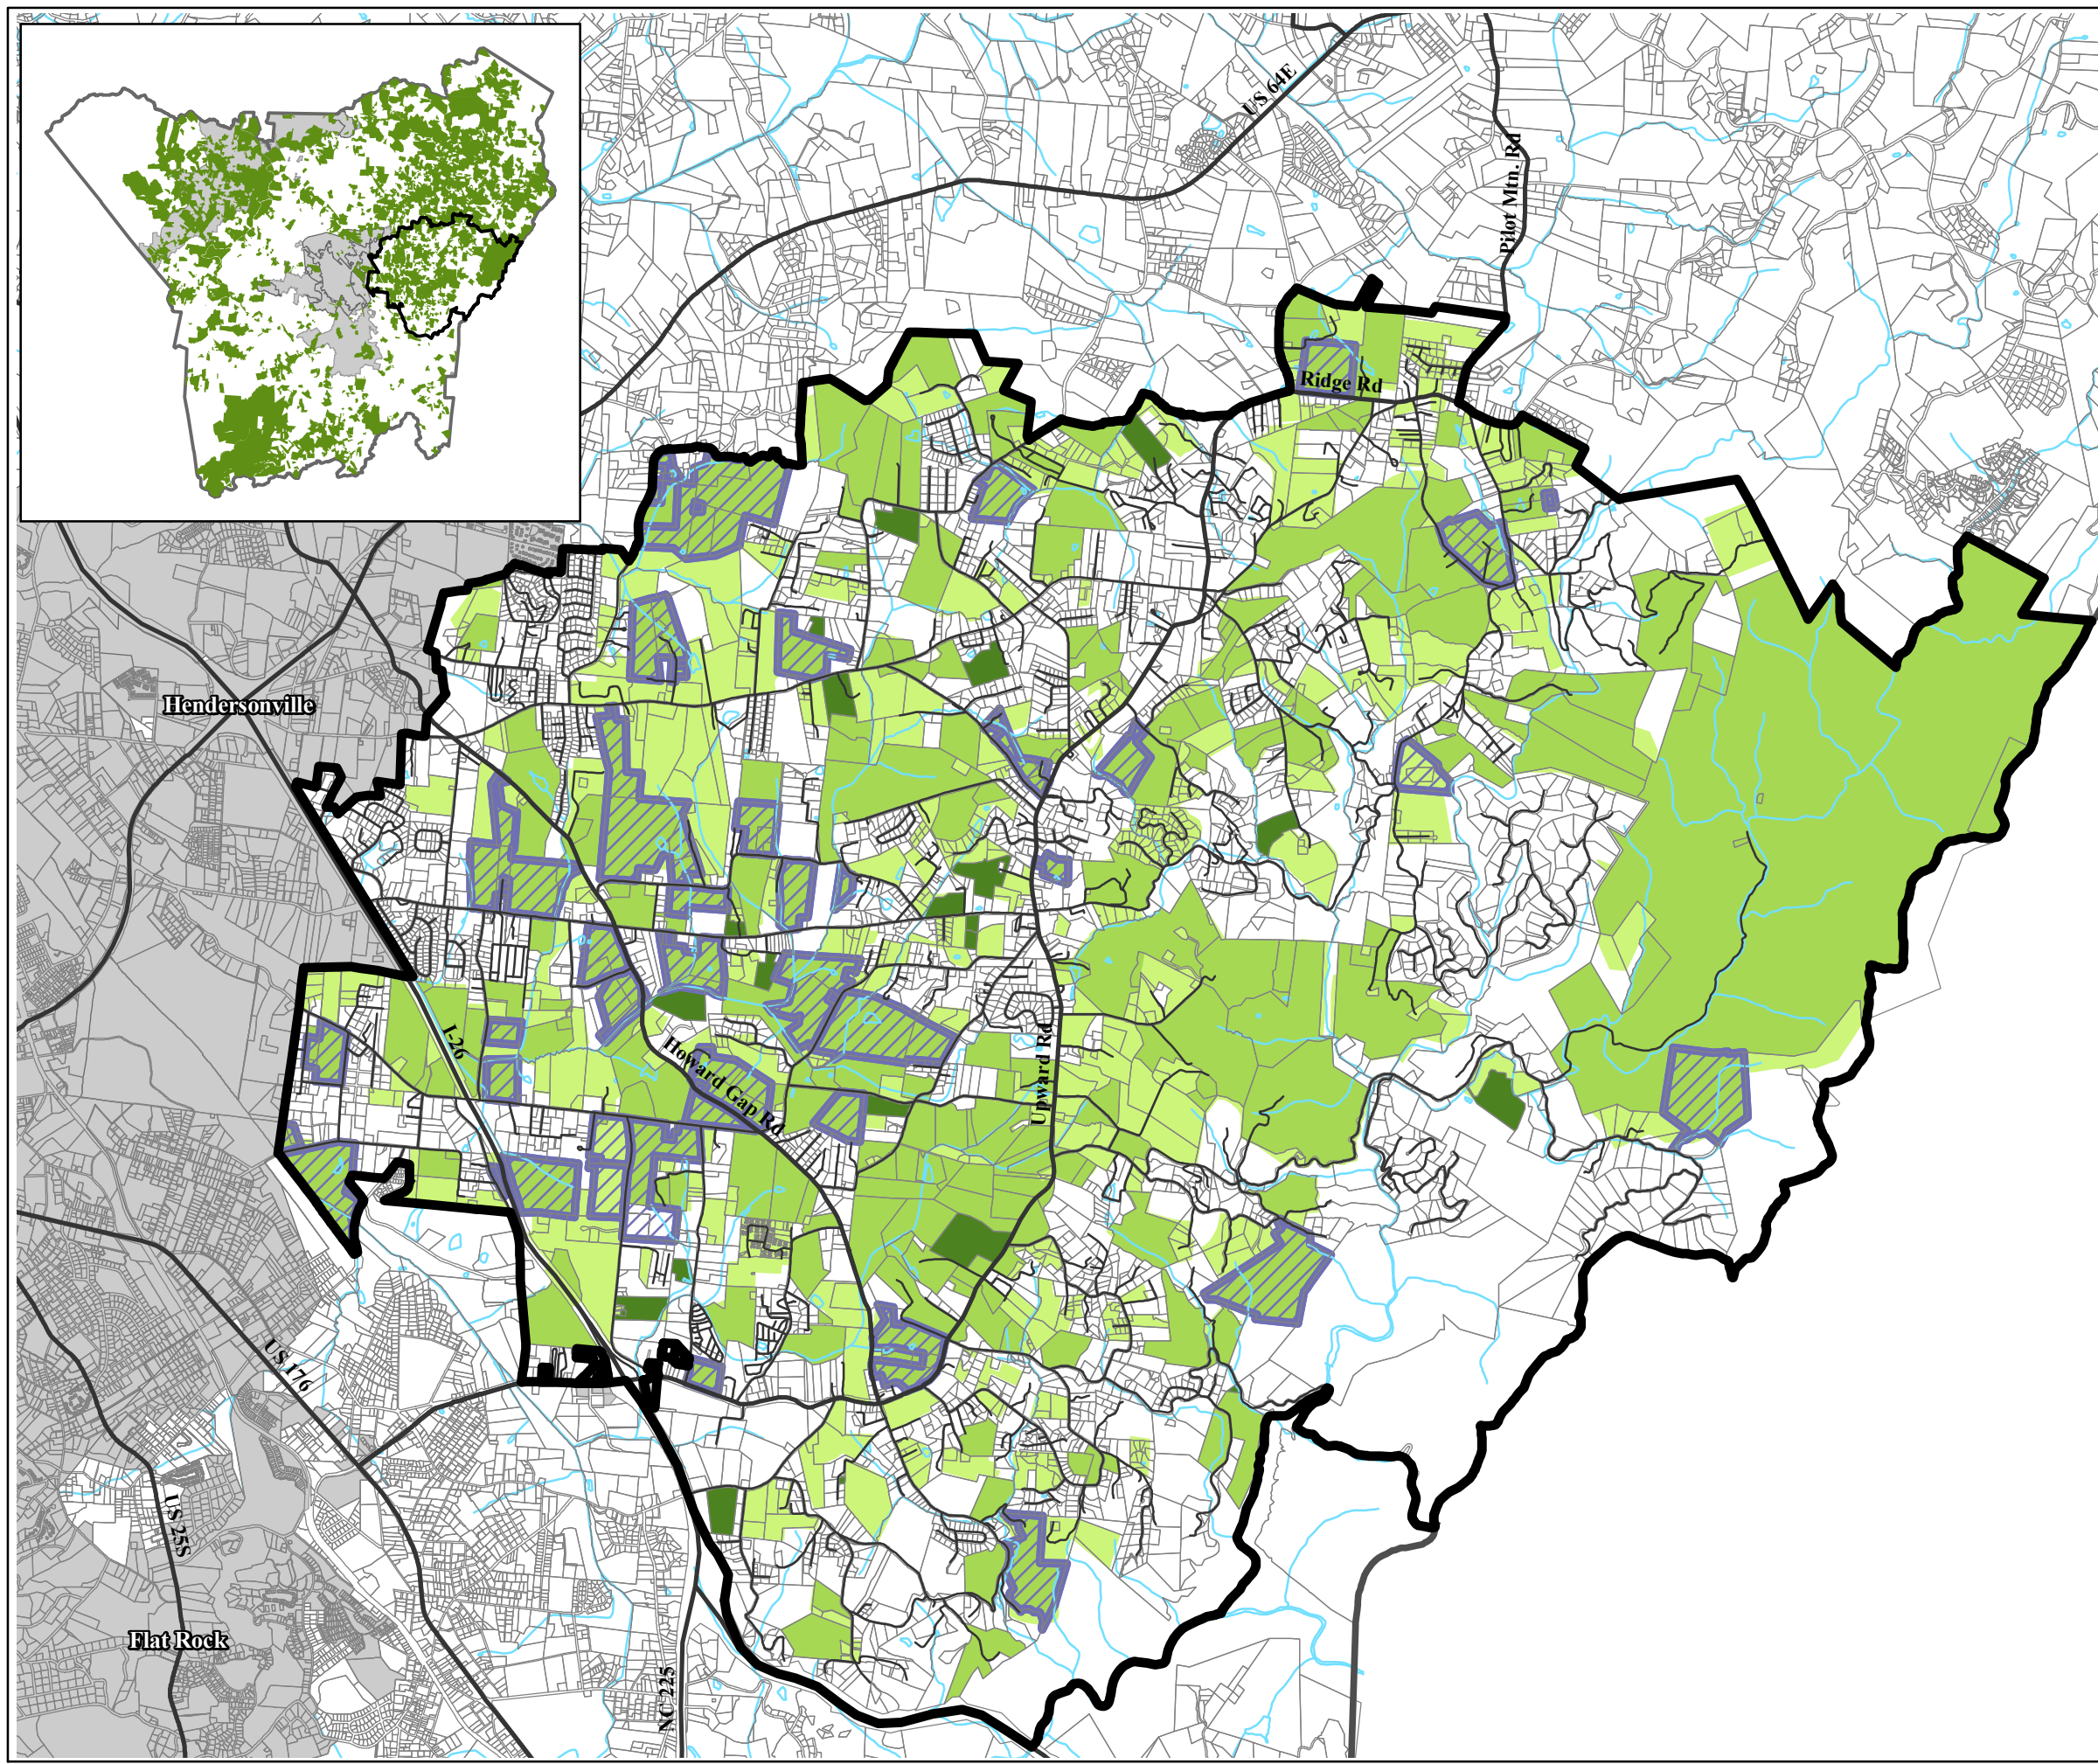 US 64E
Pilot Mtn. Rd
Ridge Rd
Hendersonville
I-26
Howard Gap Rd
Upward Rd
US 176
US 25S
Flat Rock
NC 225